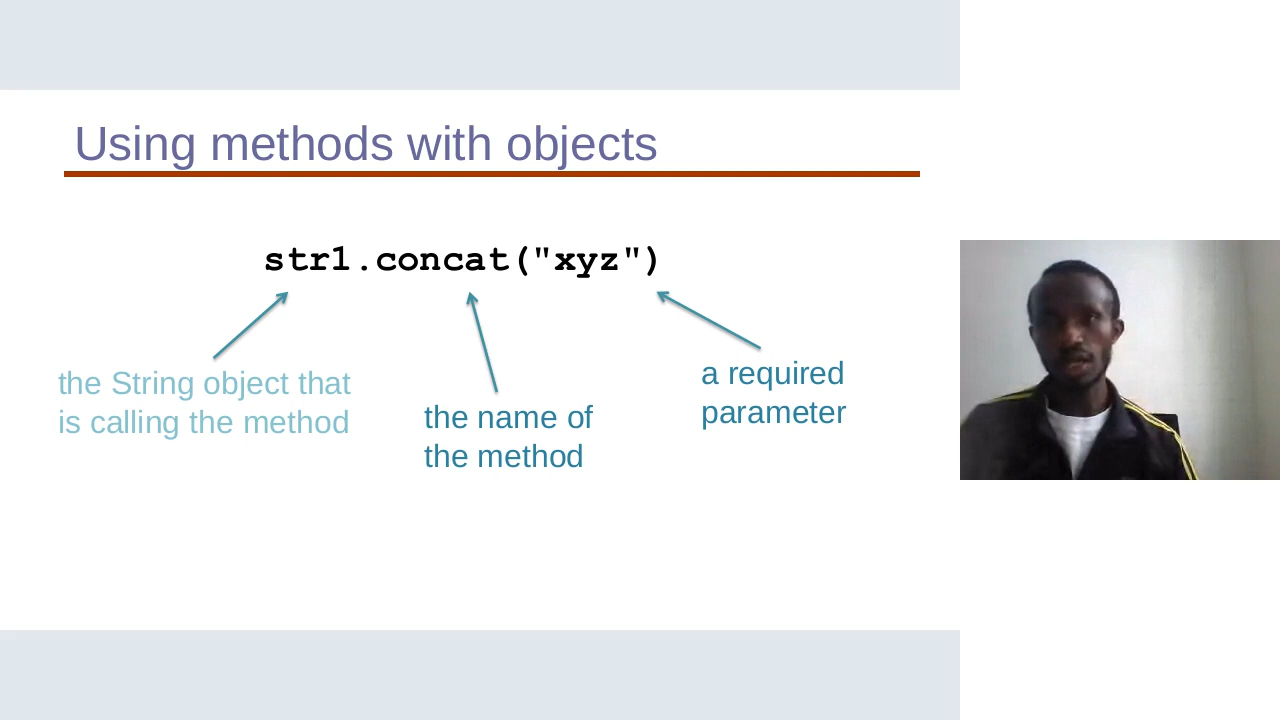 Using methods with objects
str1.concat("xyz")
the String object that
is calling the method
the name of
the method
a required
parameter